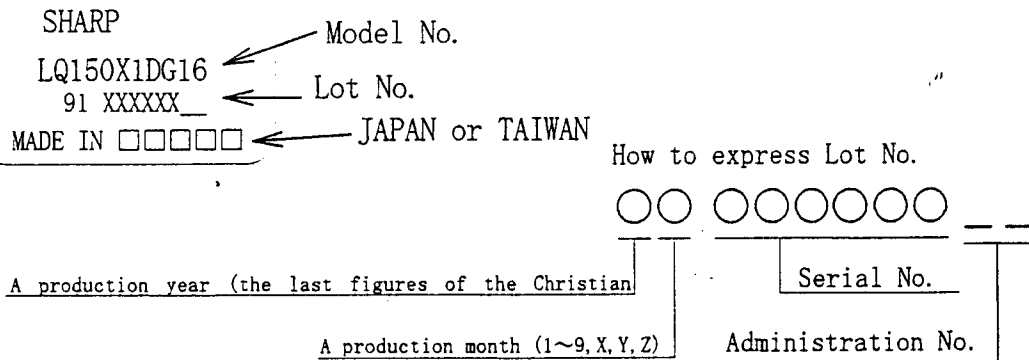 SHARP
Model No.
LQ150X1DG16
91 XXXXXX_
Lot No.
MADE IN □□□□□
JAPAN or TAIWAN
How to express Lot No.
○○ ○○○○○○ _ _
A production year (the last figures of the Christian
Serial No.
A production month (1~9, X, Y, Z)
Administration No.